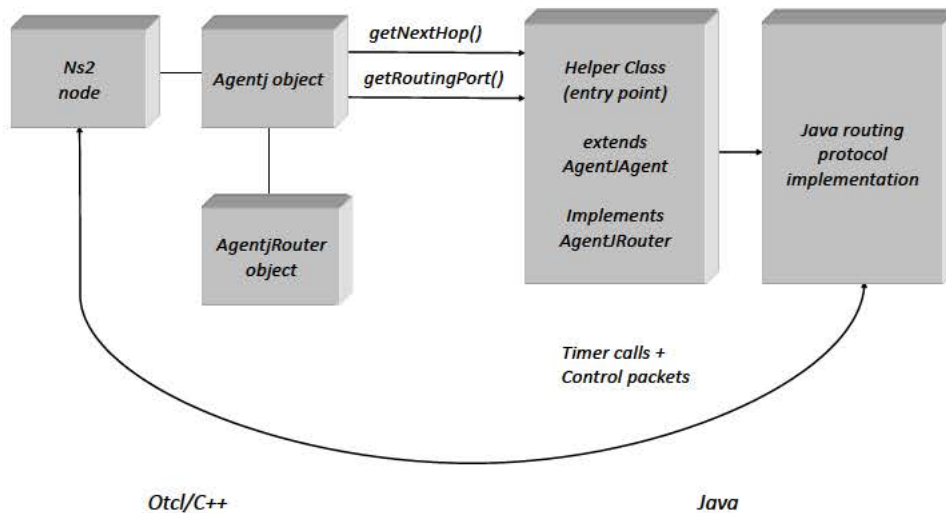 Ns2
node
Agentj object
getNextHop()
getRoutingPort()
AgentjRouter
object
Helper Class
(entry point)
extends
AgentJAgent
Implements
AgentJRouter
Java routing
protocol
implementation
Timer calls +
Control packets
Otcl/C++
Java